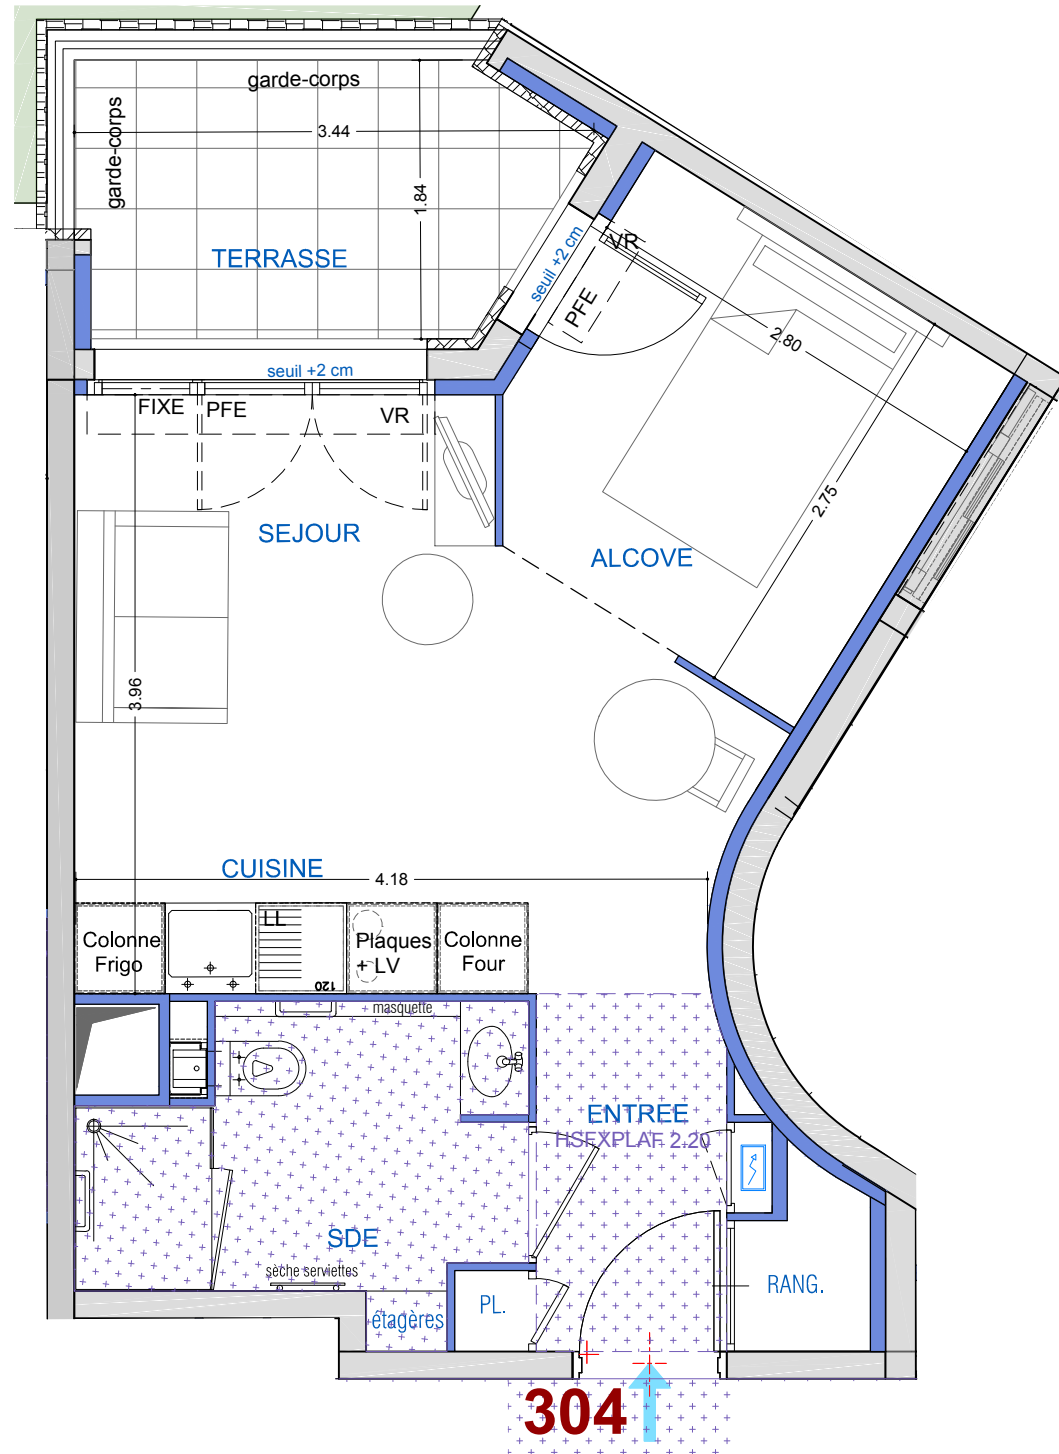 garde-corps
garde-corps
3.44
1.84
TERRASSE
seuil +2 cm
VR
PFE
2.80
seuil +2 cm
FIXE
PFE
VR
2.75
SEJOUR
ALCOVE
3.96
CUISINE
4.18
Colonne
Frigo
LL
120
Plaques
+ LV
Colonne
Four
masquette
ENTREE
HSFXPLAF 2.20
SDE
sèche serviettes
étagères
PL.
RANG.
304